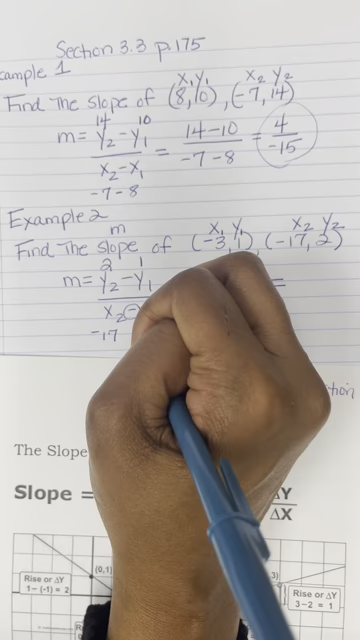 Section 3.3 p.175
ample 1
x₁ y₁ x₂ y₂
Find The slope of (8,10), (-7,14)
14 10
m = y₂-y₁ = 14-10 = 4
x₂-x₁ -7-8 -15
-7-8
Example 2
m x₁ y₁ x₂ y₂
Find The slope of (-3,1) (-17,2)
2 1
m = y₂-y₁ =
x₂-
-17
The Slope
Slope = ΔY
ΔX
(0,1)
Rise or ΔY
1-(-1) = 2
3)
Rise or ΔY
3-2 = 1